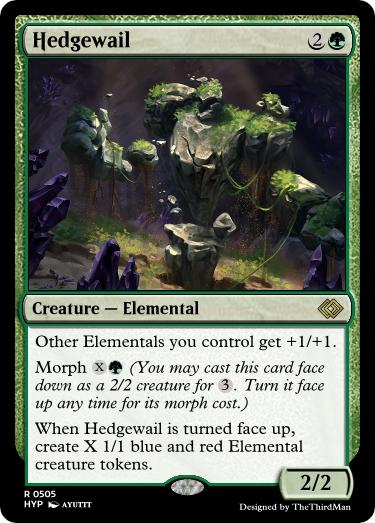 Hedgewail 2
Creature — Elemental
Other Elementals you control get +1/+1.
Morph X (You may cast this card face
down as a 2/2 creature for 3. Turn it face
up any time for its morph cost.)
When Hedgewail is turned face up,
create X 1/1 blue and red Elemental
creature tokens.
2/2
R 0505
HYP AYUTTT
Designed by TheThirdMan